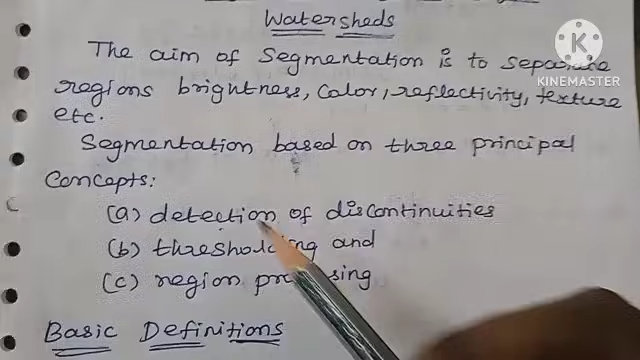 Watersheds
The aim of Segmentation is to separate
regions brightness, color, reflectivity, texture
etc.
Segmentation based on three principal
Concepts:
(a) detection of discontinuities
(b) thresholding and
(c) region processing
Basic Definitions
K
KINEMASTER